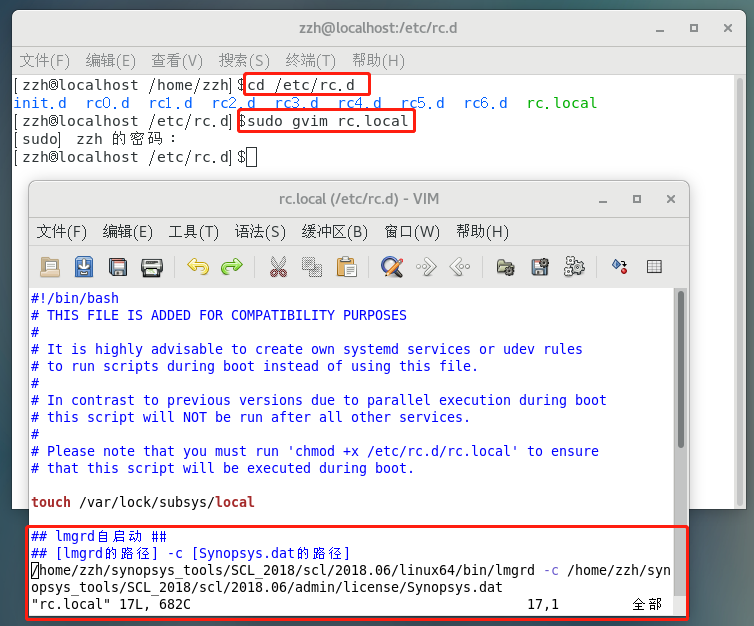 zzh@localhost:/etc/rc.d
文件(F) 编辑(E) 查看(V) 搜索(S) 终端(T) 帮助(H)
[zzh@localhost /home/zzh]$cd /etc/rc.d
init.d rc0.d rc1.d rc2.d rc3.d rc4.d rc5.d rc6.d rc.local
[zzh@localhost /etc/rc.d]$sudo gvim rc.local
[sudo] zzh 的密码：
[zzh@localhost /etc/rc.d]$
rc.local (/etc/rc.d) - VIM
文件(F) 编辑(E) 工具(T) 语法(S) 缓冲区(B) 窗口(W) 帮助(H)
#!/bin/bash
# THIS FILE IS ADDED FOR COMPATIBILITY PURPOSES
#
# It is highly advisable to create own systemd services or udev rules
# to run scripts during boot instead of using this file.
#
# In contrast to previous versions due to parallel execution during boot
# this script will NOT be run after all other services.
#
# Please note that you must run 'chmod +x /etc/rc.d/rc.local' to ensure
# that this script will be executed during boot.
touch /var/lock/subsys/local
## lmgrd自启动 ##
## [lmgrd的路径] -c [Synopsys.dat的路径]
/home/zzh/synopsys_tools/SCL_2018/scl/2018.06/linux64/bin/lmgrd -c /home/zzh/syn
opsys_tools/SCL_2018/scl/2018.06/admin/license/Synopsys.dat
"rc.local" 17L, 682C 17,1 全部